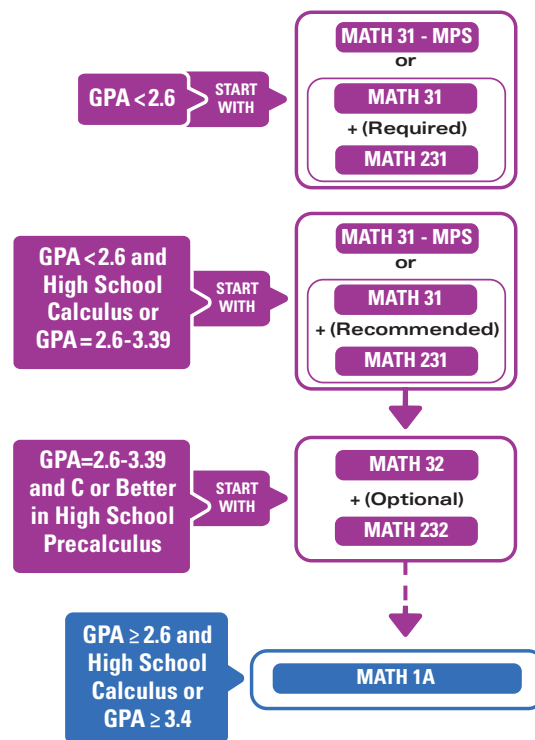 GPA < 2.6
START
WITH
MATH 31 - MPS
or
MATH 31
+ (Required)
MATH 231
GPA < 2.6 and
High School
Calculus or
GPA = 2.6-3.39
START
WITH
MATH 31 - MPS
or
MATH 31
+ (Recommended)
MATH 231
GPA=2.6-3.39
and C or Better
in High School
Precalculus
START
WITH
MATH 32
+ (Optional)
MATH 232
GPA ≥ 2.6 and
High School
Calculus or
GPA ≥ 3.4
MATH 1A